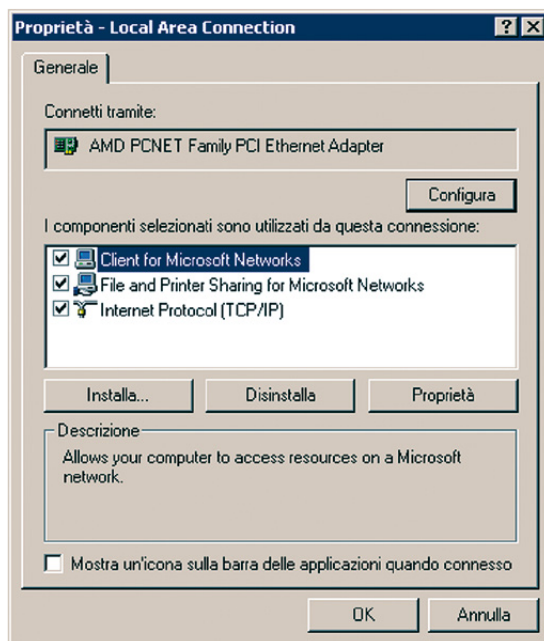 Proprietà - Local Area Connection
Generale
Connetti tramite:
AMD PCNET Family PCI Ethernet Adapter
Configura
I componenti selezionati sono utilizzati da questa connessione:
Client for Microsoft Networks
File and Printer Sharing for Microsoft Networks
Internet Protocol (TCP/IP)
Installa...
Disinstalla
Proprietà
Descrizione
Allows your computer to access resources on a Microsoft
network.
Mostra un'icona sulla barra delle applicazioni quando connesso
OK
Annulla